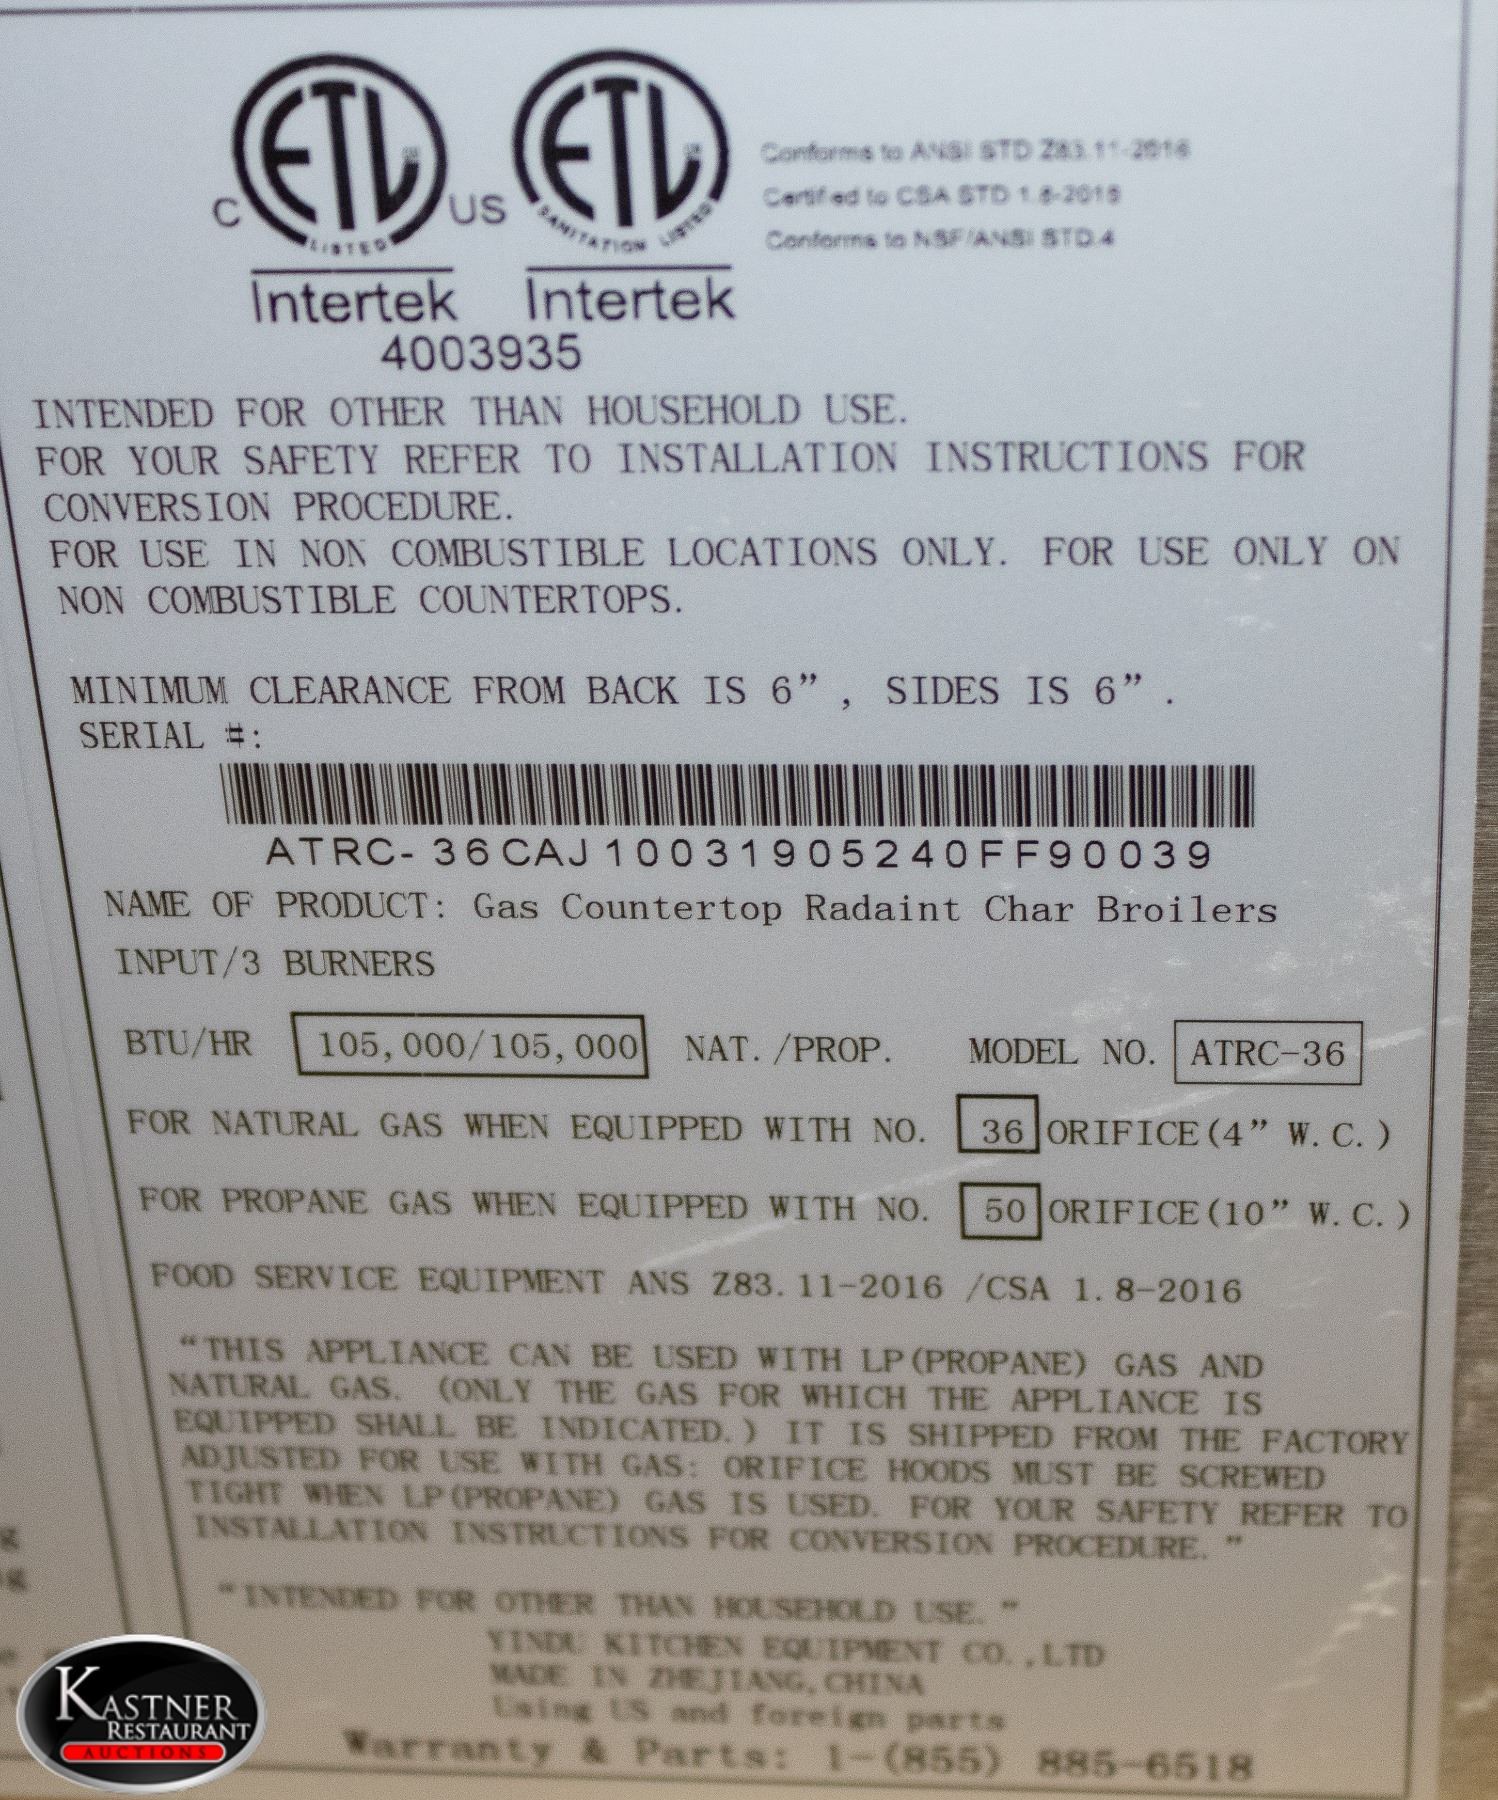 ETL
C US
LISTED
Intertek
ETL
SANITATION LISTED
Intertek
4003935
Conforms to ANSI STD Z83.11-2016
Certified to CSA STD 1.8-2016
Conforms to NSF/ANSI STD.4
INTENDED FOR OTHER THAN HOUSEHOLD USE.
FOR YOUR SAFETY REFER TO INSTALLATION INSTRUCTIONS FOR
CONVERSION PROCEDURE.
FOR USE IN NON COMBUSTIBLE LOCATIONS ONLY. FOR USE ONLY ON
NON COMBUSTIBLE COUNTERTOPS.
MINIMUM CLEARANCE FROM BACK IS 6”, SIDES IS 6”.
SERIAL #:
ATRC-36CAJ10031905240FF90039
NAME OF PRODUCT: Gas Countertop Radaint Char Broilers
INPUT/3 BURNERS
BTU/HR 105,000/105,000 NAT./PROP. MODEL NO. ATRC-36
FOR NATURAL GAS WHEN EQUIPPED WITH NO. 36 ORIFICE(4” W.C.)
FOR PROPANE GAS WHEN EQUIPPED WITH NO. 50 ORIFICE(10” W.C.)
FOOD SERVICE EQUIPMENT ANS Z83.11-2016 /CSA 1.8-2016
“THIS APPLIANCE CAN BE USED WITH LP(PROPANE) GAS AND
NATURAL GAS. (ONLY THE GAS FOR WHICH THE APPLIANCE IS
EQUIPPED SHALL BE INDICATED.) IT IS SHIPPED FROM THE FACTORY
ADJUSTED FOR USE WITH GAS: ORIFICE HOODS MUST BE SCREWED
TIGHT WHEN LP(PROPANE) GAS IS USED. FOR YOUR SAFETY REFER TO
INSTALLATION INSTRUCTIONS FOR CONVERSION PROCEDURE.”
“INTENDED FOR OTHER THAN HOUSEHOLD USE.”
YINDU KITCHEN EQUIPMENT CO.,LTD
MADE IN ZHEJIANG,CHINA
Using US and foreign parts
Warranty & Parts: 1-(855) 885-6518
KASTNER
RESTAURANT
AUCTIONS